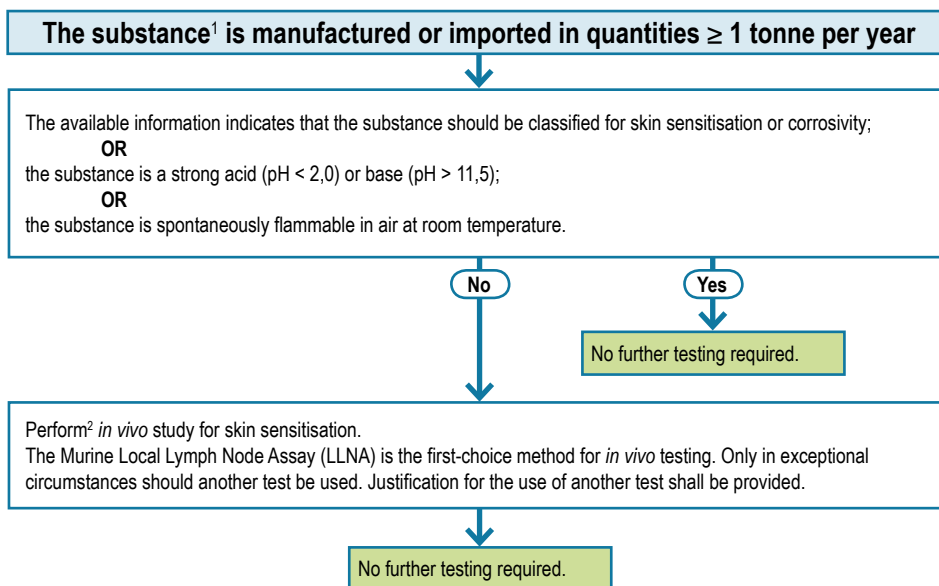 The substance¹ is manufactured or imported in quantities ≥ 1 tonne per year
The available information indicates that the substance should be classified for skin sensitisation or corrosivity;
OR
the substance is a strong acid (pH < 2,0) or base (pH > 11,5);
OR
the substance is spontaneously flammable in air at room temperature.
No
Yes
No further testing required.
Perform² in vivo study for skin sensitisation.
The Murine Local Lymph Node Assay (LLNA) is the first-choice method for in vivo testing. Only in exceptional
circumstances should another test be used. Justification for the use of another test shall be provided.
No further testing required.